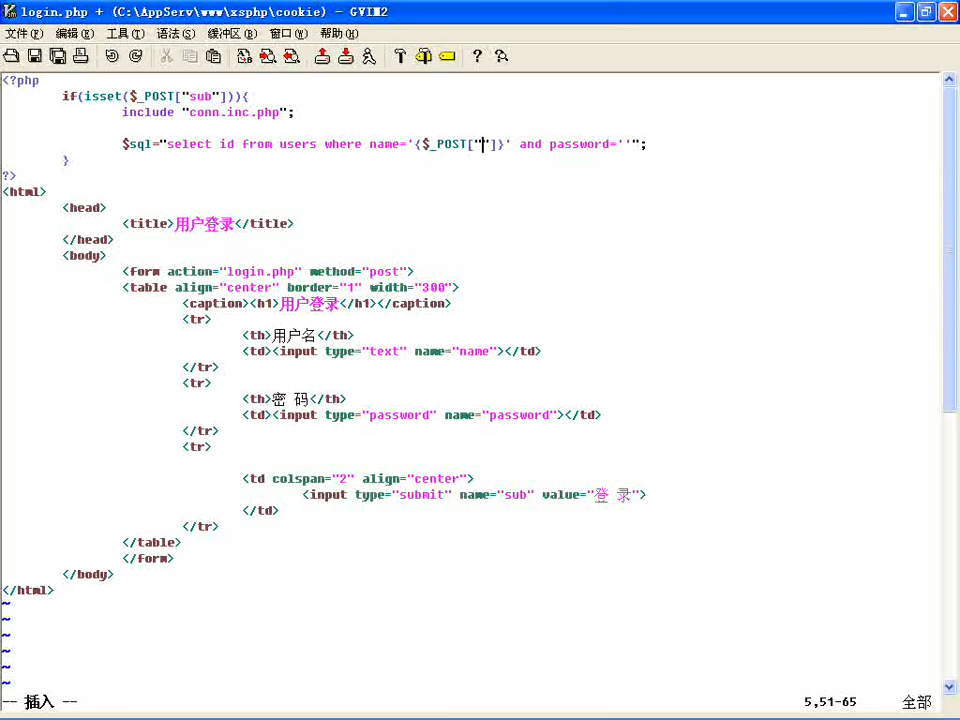 login.php + (C:\AppServ\www\xsphp\cookie) - GVIM2
文件(F) 编辑(E) 工具(T) 语法(S) 缓冲区(B) 窗口(W) 帮助(H)
<?php
if(isset($_POST["sub"])){
include "conn.inc.php";
$sql="select id from users where name='{$_POST[""]}' and password=''";
}
?>
<html>
<head>
<title>用户登录</title>
</head>
<body>
<form action="login.php" method="post">
<table align="center" border="1" width="300">
<caption><h1>用户登录</h1></caption>
<tr>
<th>用户名</th>
<td><input type="text" name="name"></td>
</tr>
<tr>
<th>密 码</th>
<td><input type="password" name="password"></td>
</tr>
<tr>
<td colspan="2" align="center">
<input type="submit" name="sub" value="登 录">
</td>
</tr>
</table>
</form>
</body>
</html>
~
~
~
~
~
~
-- 插入 -- 5,51-65 全部